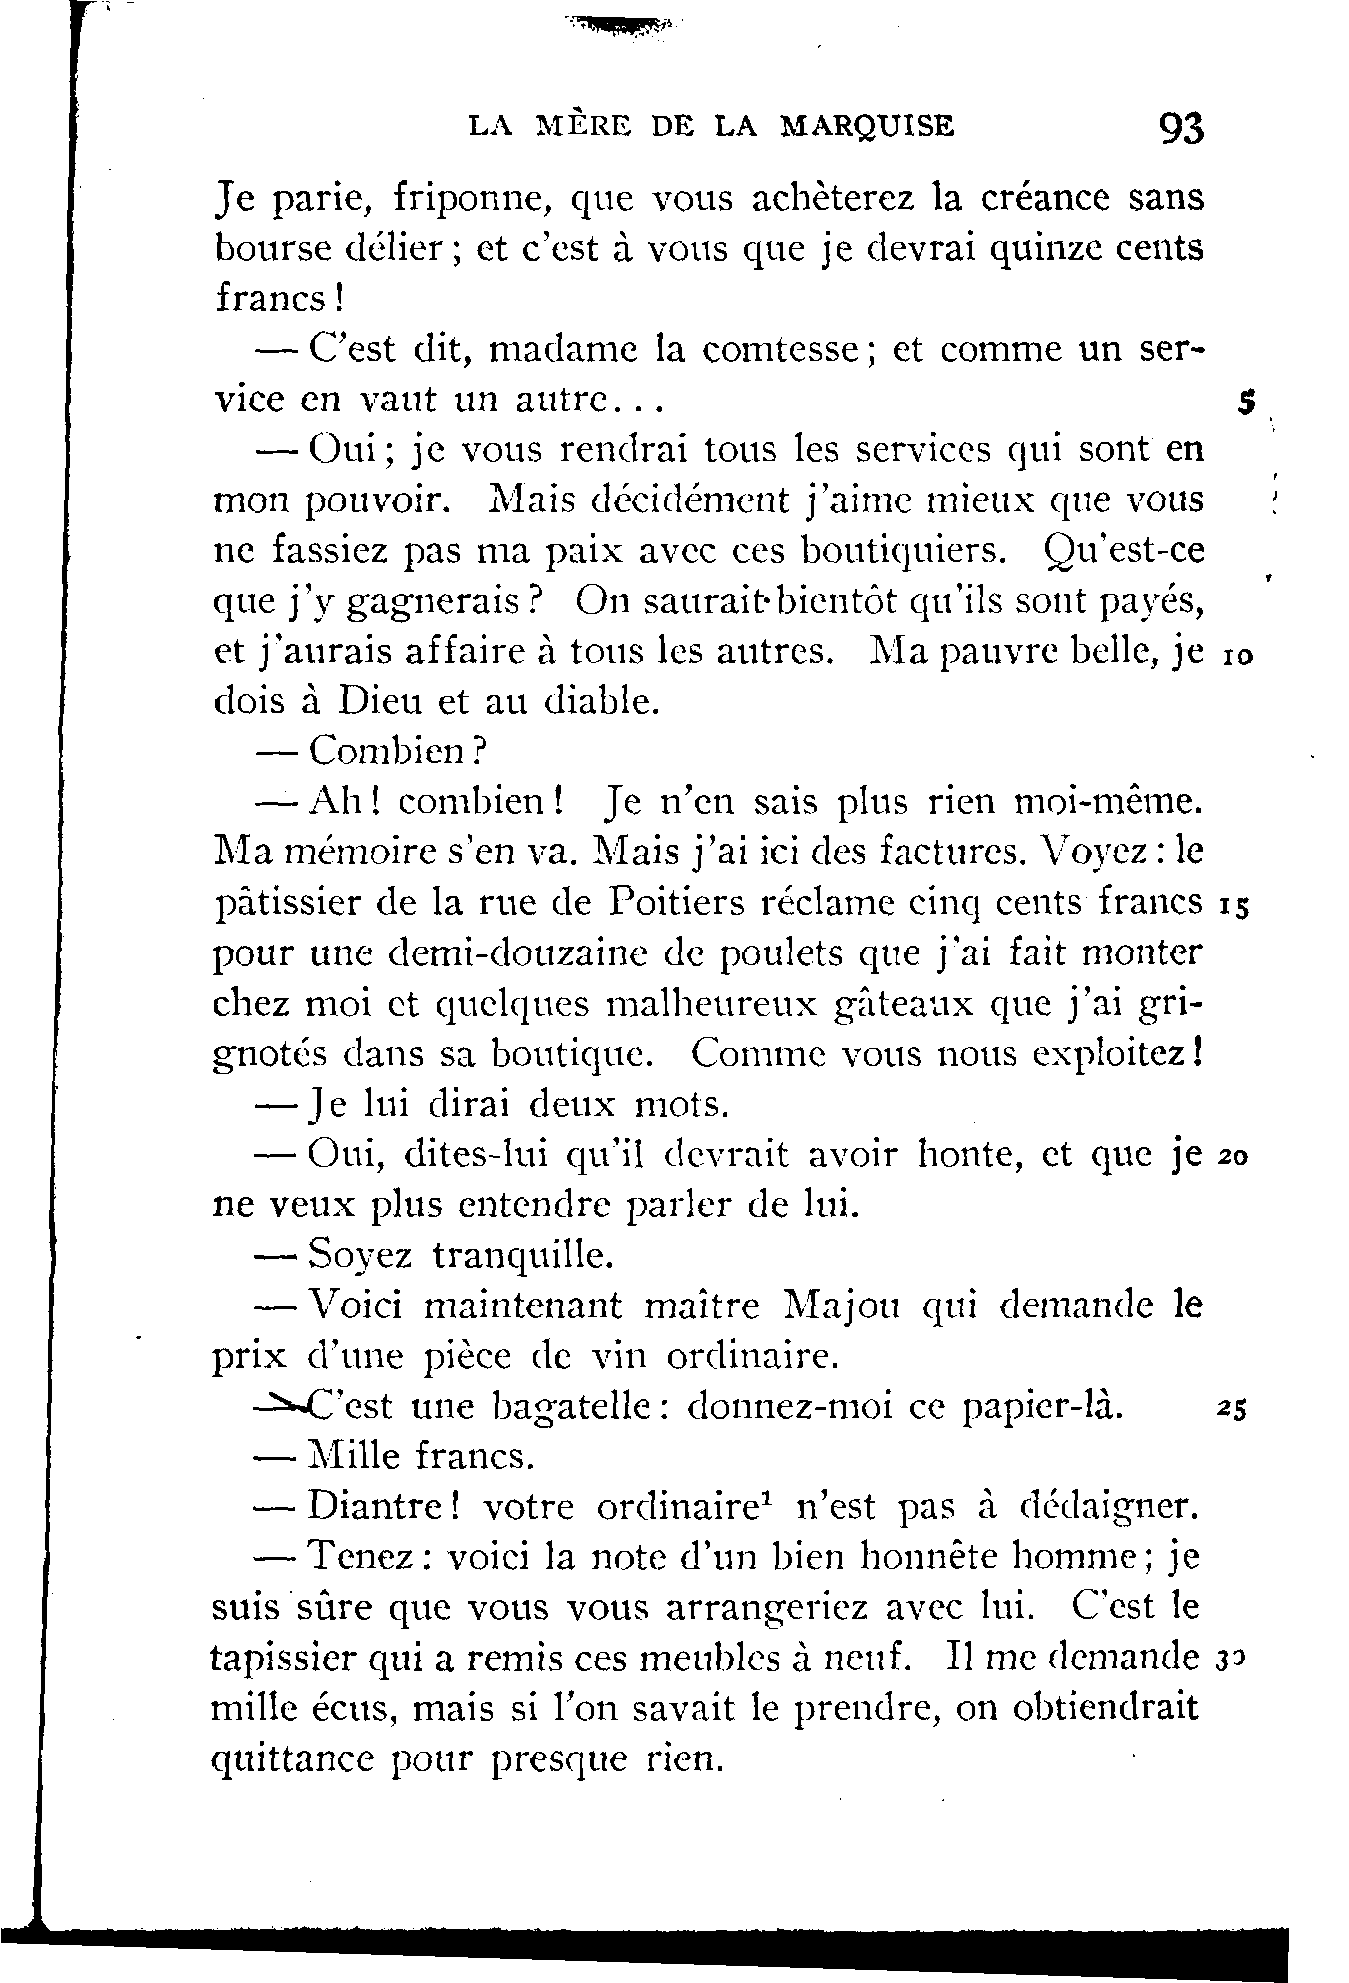 LA MÈRE DE LA MARQUISE 93
Je parie, friponne, que vous achèterez la créance sans
bourse délier ; et c'est à vous que je devrai quinze cents
francs !
— C'est dit, madame la comtesse ; et comme un ser-
vice en vaut un autre. . . 5
— Oui ; je vous rendrai tous les services qui sont en
mon pouvoir. Mais décidément j'aime mieux que vous
ne fassiez pas ma paix avec ces boutiquiers. Qu'est-ce
que j'y gagnerais ? On saurait bientôt qu'ils sont payés,
et j'aurais affaire à tous les autres. Ma pauvre belle, je 10
dois à Dieu et au diable.
— Combien ?
— Ah ! combien ! Je n'en sais plus rien moi-même.
Ma mémoire s'en va. Mais j'ai ici des factures. Voyez : le
pâtissier de la rue de Poitiers réclame cinq cents francs 15
pour une demi-douzaine de poulets que j'ai fait monter
chez moi et quelques malheureux gâteaux que j'ai gri-
gnotés dans sa boutique. Comme vous nous exploitez !
— Je lui dirai deux mots.
— Oui, dites-lui qu'il devrait avoir honte, et que je 20
ne veux plus entendre parler de lui.
— Soyez tranquille.
— Voici maintenant maître Majou qui demande le
prix d'une pièce de vin ordinaire.
— C'est une bagatelle : donnez-moi ce papier-là. 25
— Mille francs.
— Diantre ! votre ordinaire¹ n'est pas à dédaigner.
— Tenez : voici la note d'un bien honnête homme ; je
suis sûre que vous vous arrangeriez avec lui. C'est le
tapissier qui a remis ces meubles à neuf. Il me demande 30
mille écus, mais si l'on savait le prendre, on obtiendrait
quittance pour presque rien.